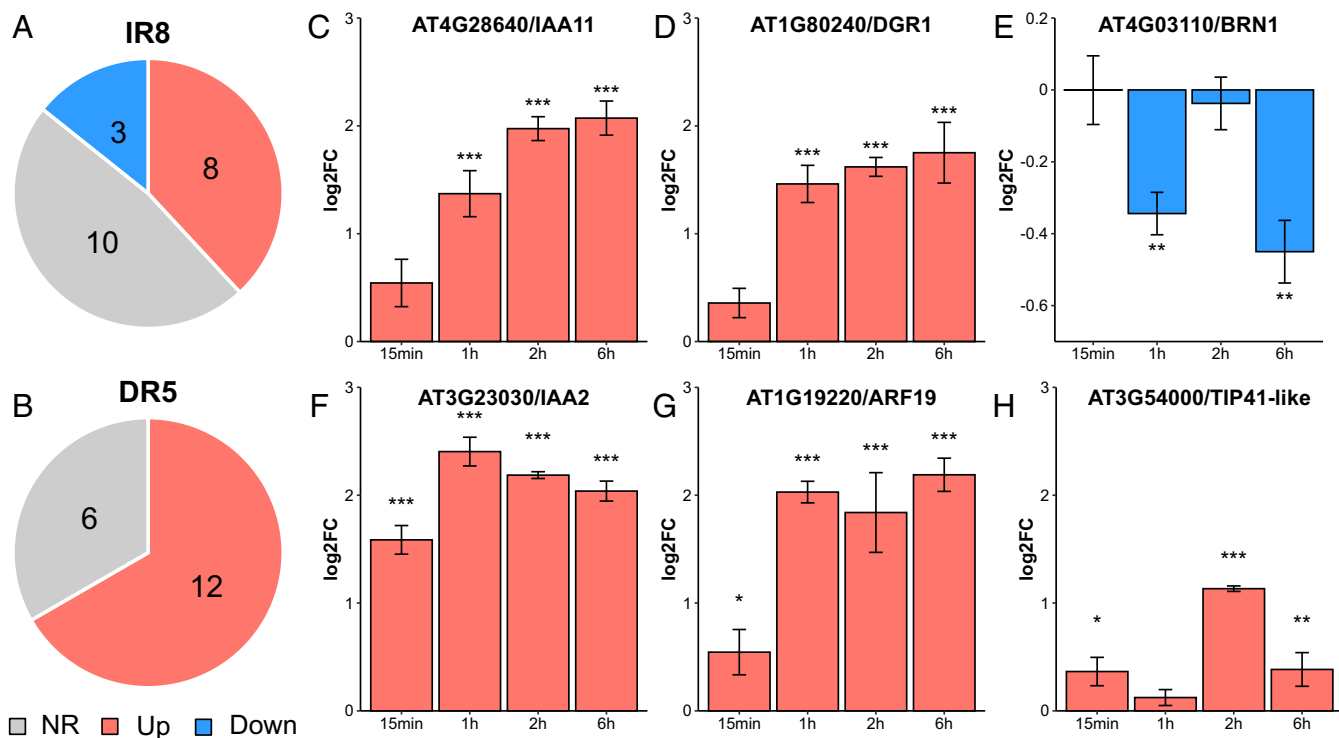 A
IR8
3
8
10
B
DR5
6
12
NR Up Down
C
AT4G28640/IAA11
3
2
1
0
log2FC
***
***
***
15min 1h 2h 6h
D
AT1G80240/DGR1
3
2
1
0
log2FC
***
***
***
15min 1h 2h 6h
E
AT4G03110/BRN1
0.2
0
-0.2
-0.4
-0.6
log2FC
**
**
15min 1h 2h 6h
F
AT3G23030/IAA2
3
2
1
0
log2FC
***
***
***
***
15min 1h 2h 6h
G
AT1G19220/ARF19
3
2
1
0
log2FC
*
***
***
***
15min 1h 2h 6h
H
AT3G54000/TIP41-like
3
2
1
0
log2FC
*
***
**
15min 1h 2h 6h